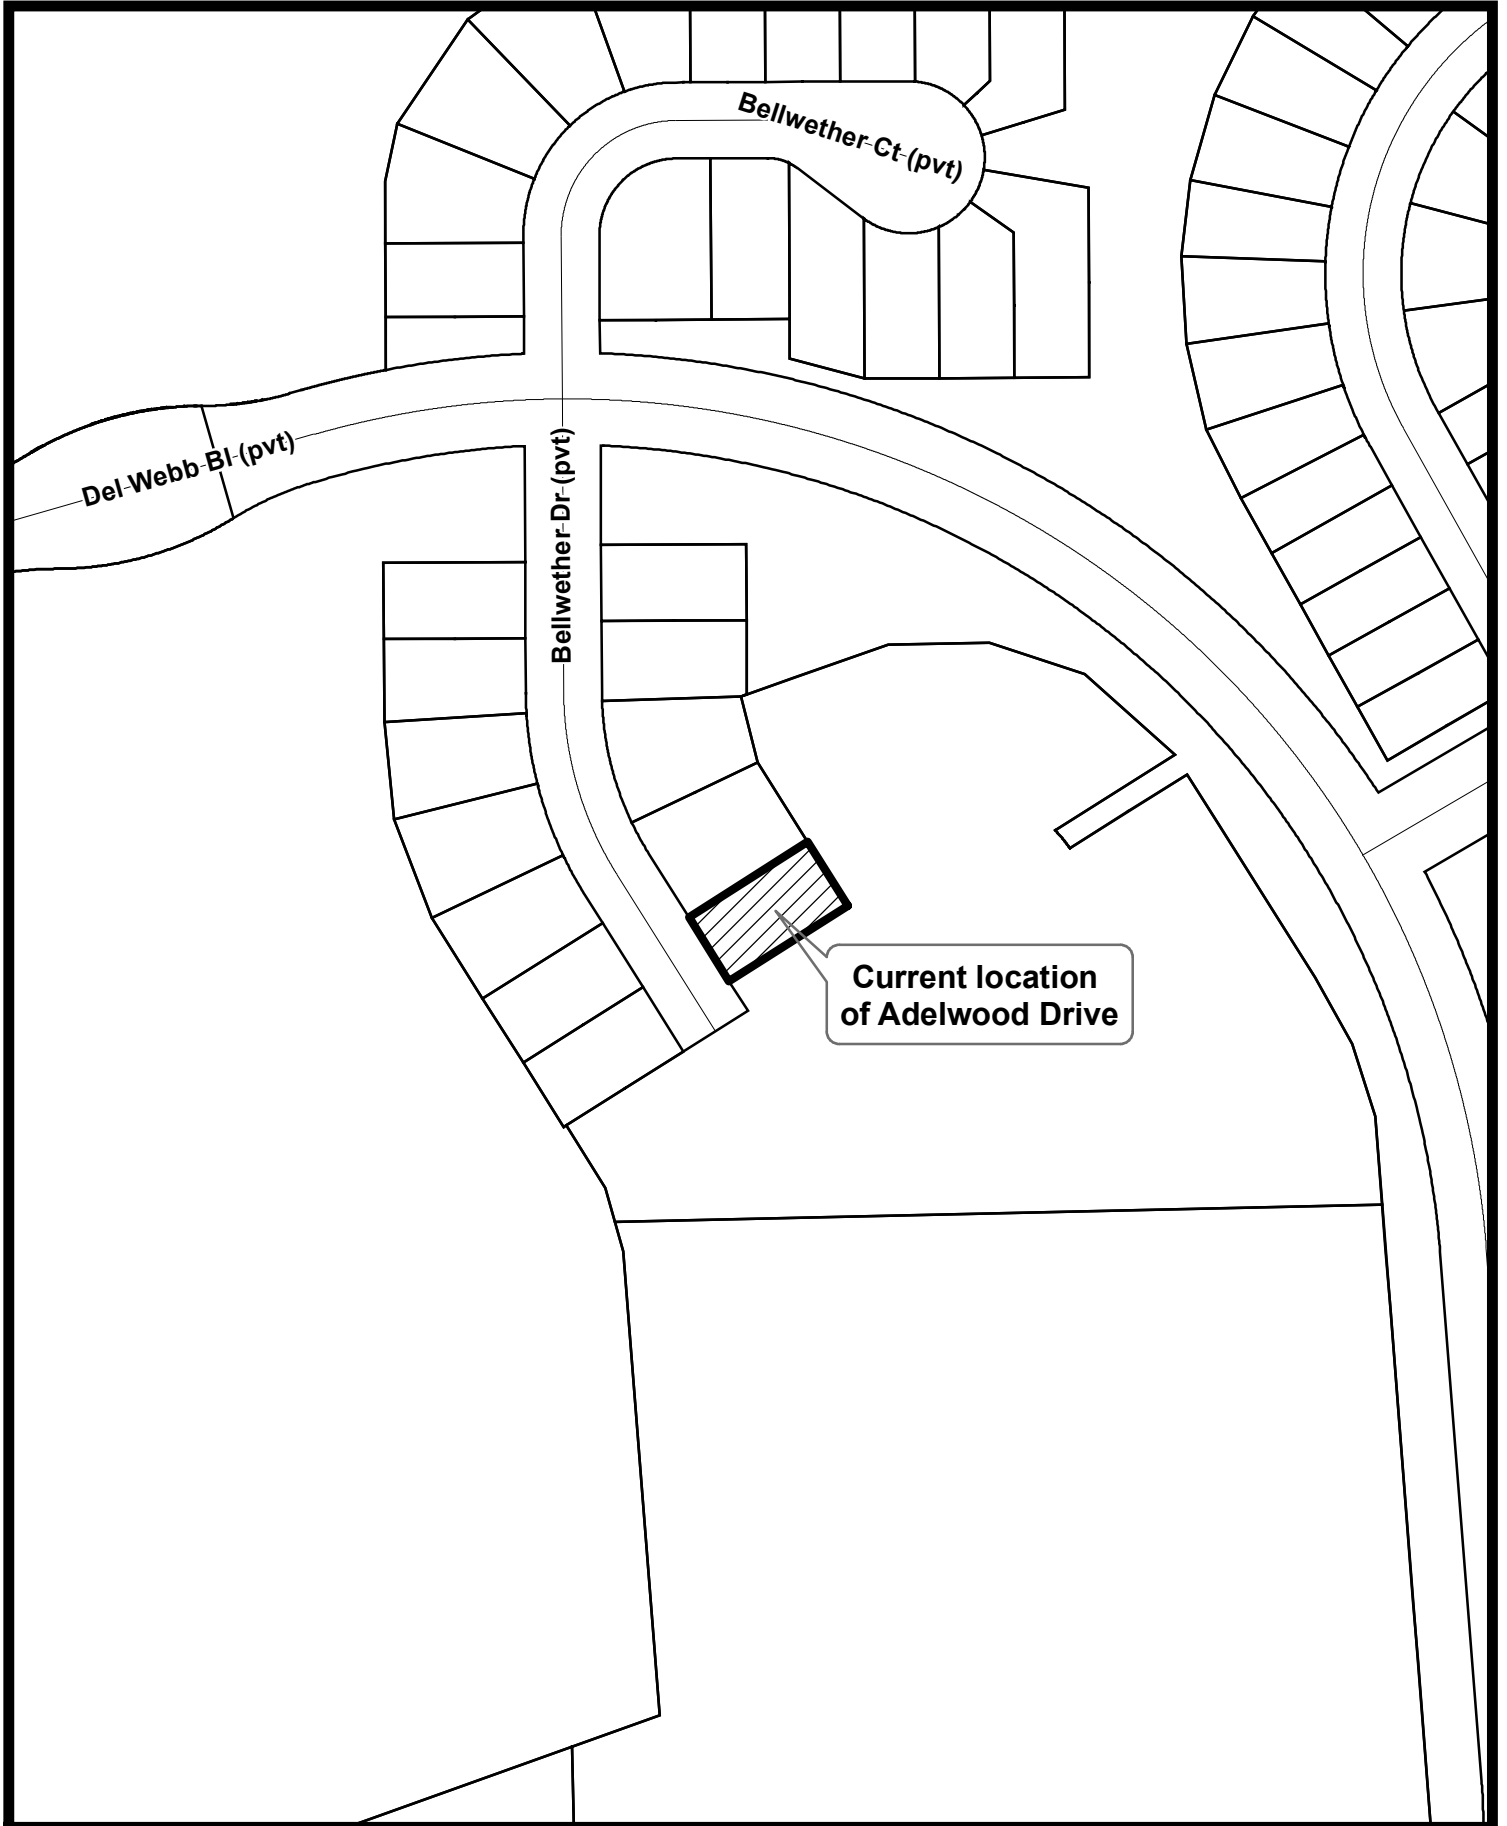 Bellwether Ct (pvt)
Del Webb Bl (pvt)
Bellwether Dr (pvt)
Current location
of Adelwood Drive